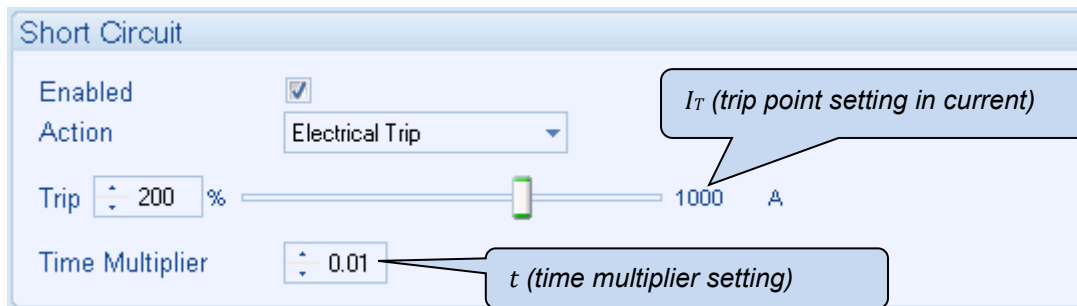 Short Circuit
Enabled
Action Electrical Trip
IT (trip point setting in current)
Trip 200 % 1000 A
Time Multiplier 0.01
t (time multiplier setting)